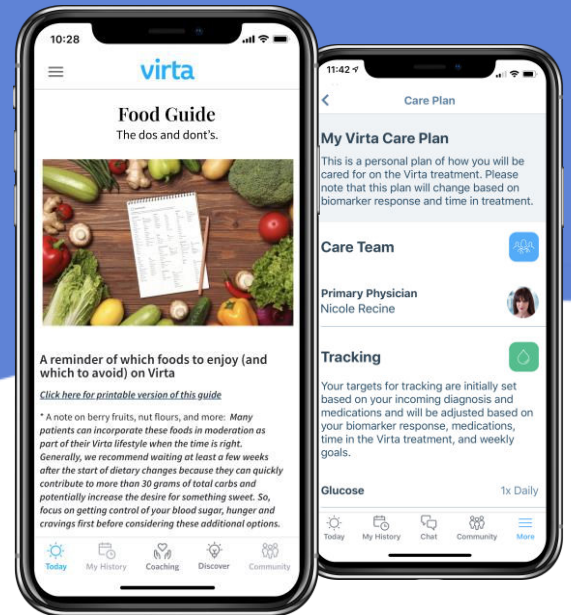 10:28
virta
Food Guide
The dos and dont's.
A reminder of which foods to enjoy (and
which to avoid) on Virta
Click here for printable version of this guide
* A note on berry fruits, nut flours, and more: Many
patients can incorporate these foods in moderation as
part of their Virta lifestyle when the time is right.
Generally, we recommend waiting at least a few weeks
after the start of dietary changes because they can quickly
contribute to more than 30 grams of total carbs and
potentially increase the desire for something sweet. So,
focus on getting control of your blood sugar, hunger and
cravings first before considering these additional options.
Today My History Coaching Discover Community
11:42
Care Plan
My Virta Care Plan
This is a personal plan of how you will be
cared for on the Virta treatment. Please
note that this plan will change based on
biomarker response and time in treatment.
Care Team
Primary Physician
Nicole Recine
Tracking
Your targets for tracking are initially set
based on your incoming diagnosis and
medications and will be adjusted based on
your biomarker response, medications,
time in the Virta treatment, and weekly
goals.
Glucose 1x Daily
Today My History Chat Community More